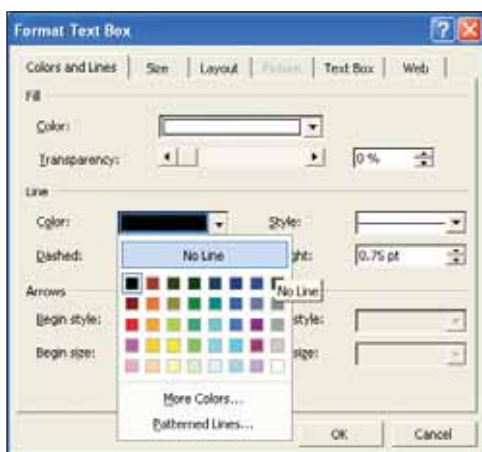 Format Text Box
Colors and Lines Size Layout Picture Text Box Web
Fill
Color:
Transparency: 0 %
Line
Color: Style:
Dashed: No Line ght: 0.75 pt
No Line
Arrows
Begin style: style:
Begin size: size:
More Colors...
Patterned Lines...
OK Cancel